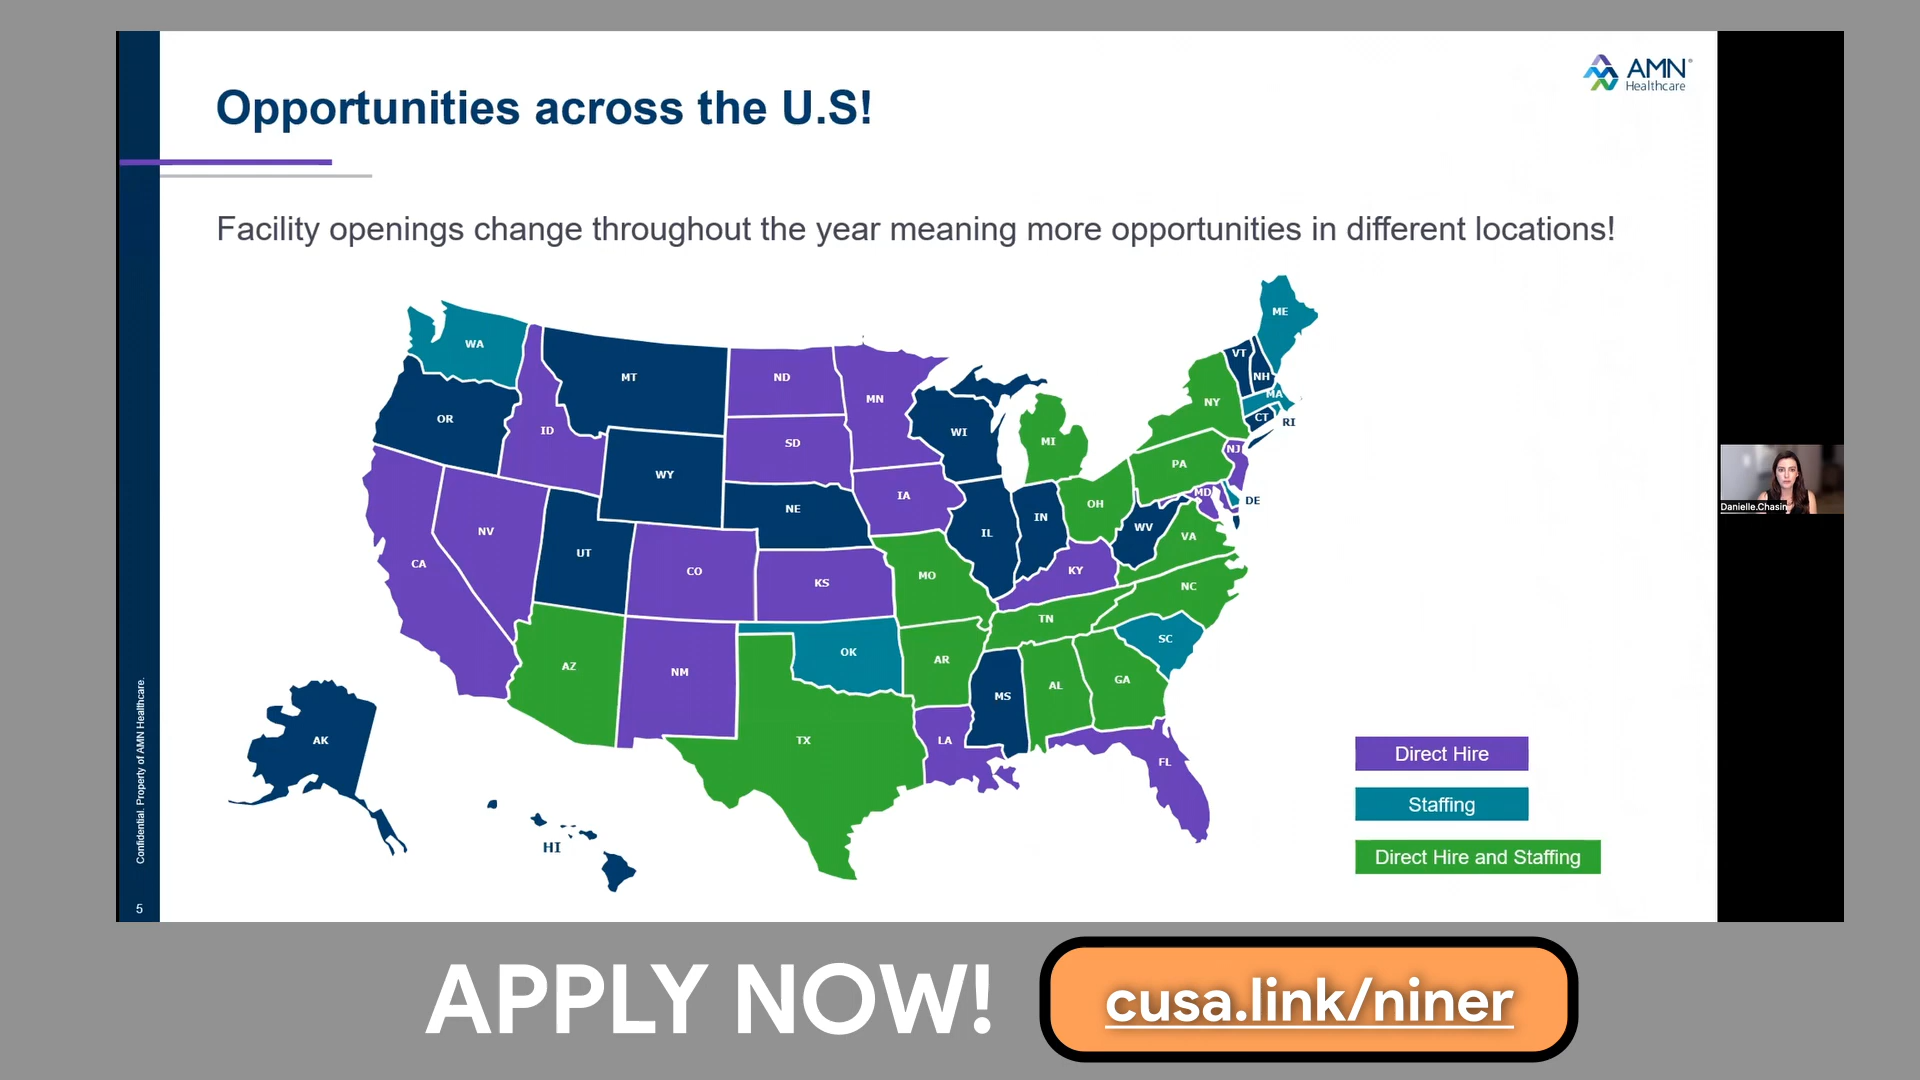 AMN
Healthcare
Opportunities across the U.S!
Facility openings change throughout the year meaning more opportunities in different locations!
ME
WA
VT
MT
ND
NH
MN
MA
NY
OR
CT
RI
ID
WI
MI
SD
NJ
PA
WY
MD
IA
DE
OH
NE
IN
WV
NV
IL
VA
UT
CA
CO
KY
MO
KS
NC
TN
SC
OK
AR
AZ
NM
GA
AL
MS
AK
TX
LA
FL
HI
Direct Hire
Staffing
Direct Hire and Staffing
Confidential. Property of AMN Healthcare.
5
Danielle.Chasin
APPLY NOW!
cusa.link/niner